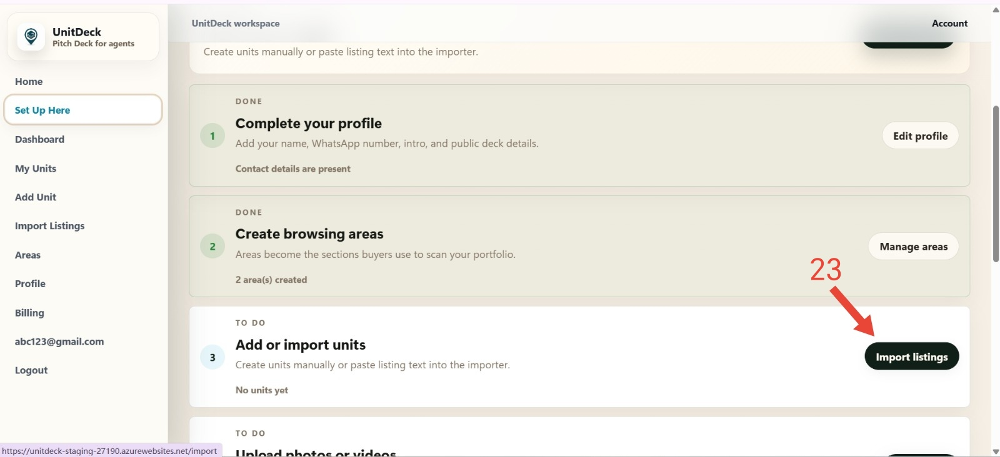 UnitDeck
Pitch Deck for agents
Home
Set Up Here
Dashboard
My Units
Add Unit
Import Listings
Areas
Profile
Billing
abc123@gmail.com
Logout
https://unitdeck-staging-27190.azurewebsites.net/import
UnitDeck workspace
Account
Create units manually or paste listing text into the importer.
DONE
1
Complete your profile
Add your name, WhatsApp number, intro, and public deck details.
Contact details are present
Edit profile
DONE
2
Create browsing areas
Areas become the sections buyers use to scan your portfolio.
2 area(s) created
Manage areas
23
TO DO
3
Add or import units
Create units manually or paste listing text into the importer.
No units yet
Import listings
TO DO
Upload photos or videos